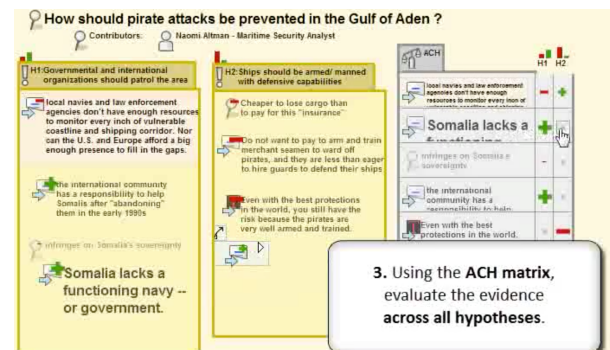 How should pirate attacks be prevented in the Gulf of Aden ?
Contributors: Naomi Altman - Maritime Security Analyst
H1:Governmental and international
organizations should patrol the area
local navies and law enforcement
agencies don't have enough resources
to monitor every inch of vulnerable
coastline and shipping corridor. Nor
can the U.S. and Europe afford a big
enough presence to fill in the gaps.
the international community
has a responsibility to help
Somalia after "abandoning"
them in the early 1990s
infringes on Somalia's sovereignty
Somalia lacks a
functioning navy --
or government.
H2:Ships should be armed/ manned
with defensive capabilities
Cheaper to lose cargo than
to pay for this "insurance"
Do not want to pay to arm and train
merchant seamen to ward off
pirates, and they are less than eager
to hire guards to defend their ships
Even with the best protections
in the world, you still have the
risk because the pirates are
very well armed and trained.
ACH
H1 H2
local navies and law enforcement
agencies don't have enough
resources to monitor every inch of
vulnerable coastline and shipping
Somalia lacks a
functioning
infringes on Somalia's
sovereignty
the international
community has a
responsibility to help
Even with the best
protections in the world,
3. Using the ACH matrix,
evaluate the evidence
across all hypotheses.